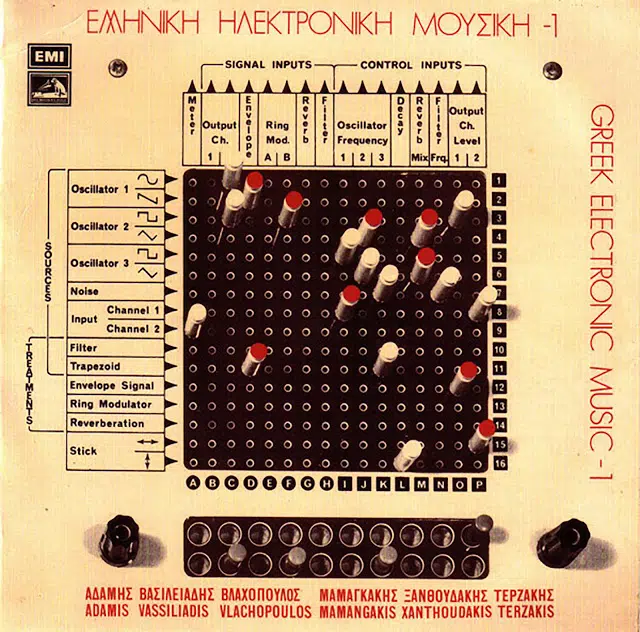 ΕΛΛΗΝΙΚΗ ΗΛΕΚΤΡΟΝΙΚΗ ΜΟΥΣΙΚΗ -1
EMI
SIGNAL INPUTS CONTROL INPUTS
Meter
Output Ch. 1
Envelope
Ring Mod. A B
Reverb
Filter
Oscillator Frequency 1 2 3
Decay
Reverb Mix
Filter Frq.
Output Ch. Level 1 2
GREEK ELECTRONIC MUSIC -1
SOURCES
TREATMENTS
Oscillator 1
Oscillator 2
Oscillator 3
Noise
Input Channel 1
Channel 2
Filter
Trapezoid
Envelope Signal
Ring Modulator
Reverberation
Stick
1
2
3
4
5
6
7
8
9
10
11
12
13
14
15
16
A B C D E F G H I J K L M N O P
ΑΔΑΜΗΣ ΒΑΣΙΛΕΙΑΔΗΣ ΒΛΑΧΟΠΟΥΛΟΣ ΜΑΜΑΓΚΑΚΗΣ ΞΑΝΘΟΥΔΑΚΗΣ ΤΕΡΖΑΚΗΣ
ADAMIS VASSILIADIS VLACHOPOULOS MAMANGAKIS XANTHOUDAKIS TERZAKIS